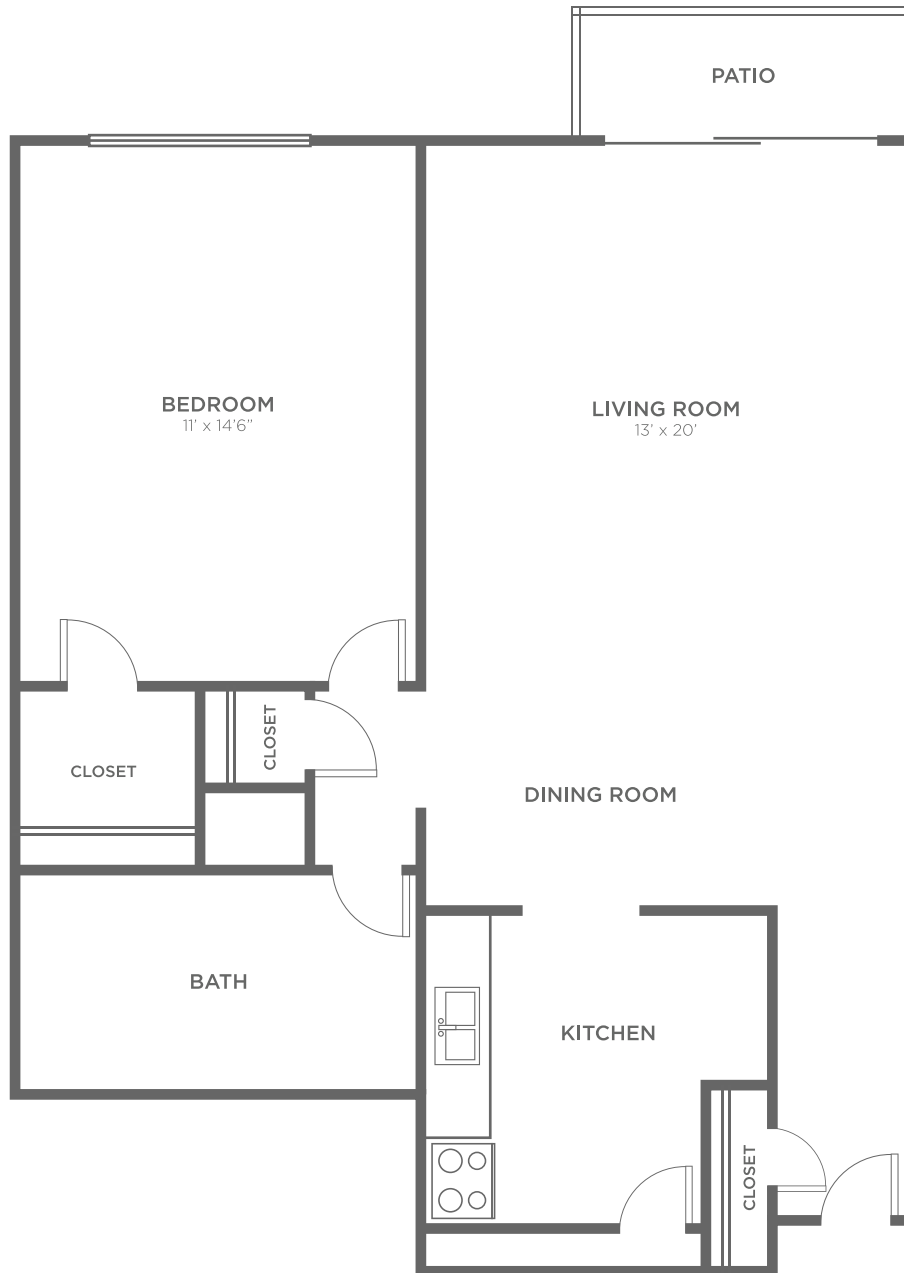 PATIO
BEDROOM
11’ x 14’6”
LIVING ROOM
13’ x 20’
CLOSET
CLOSET
DINING ROOM
BATH
KITCHEN
CLOSET